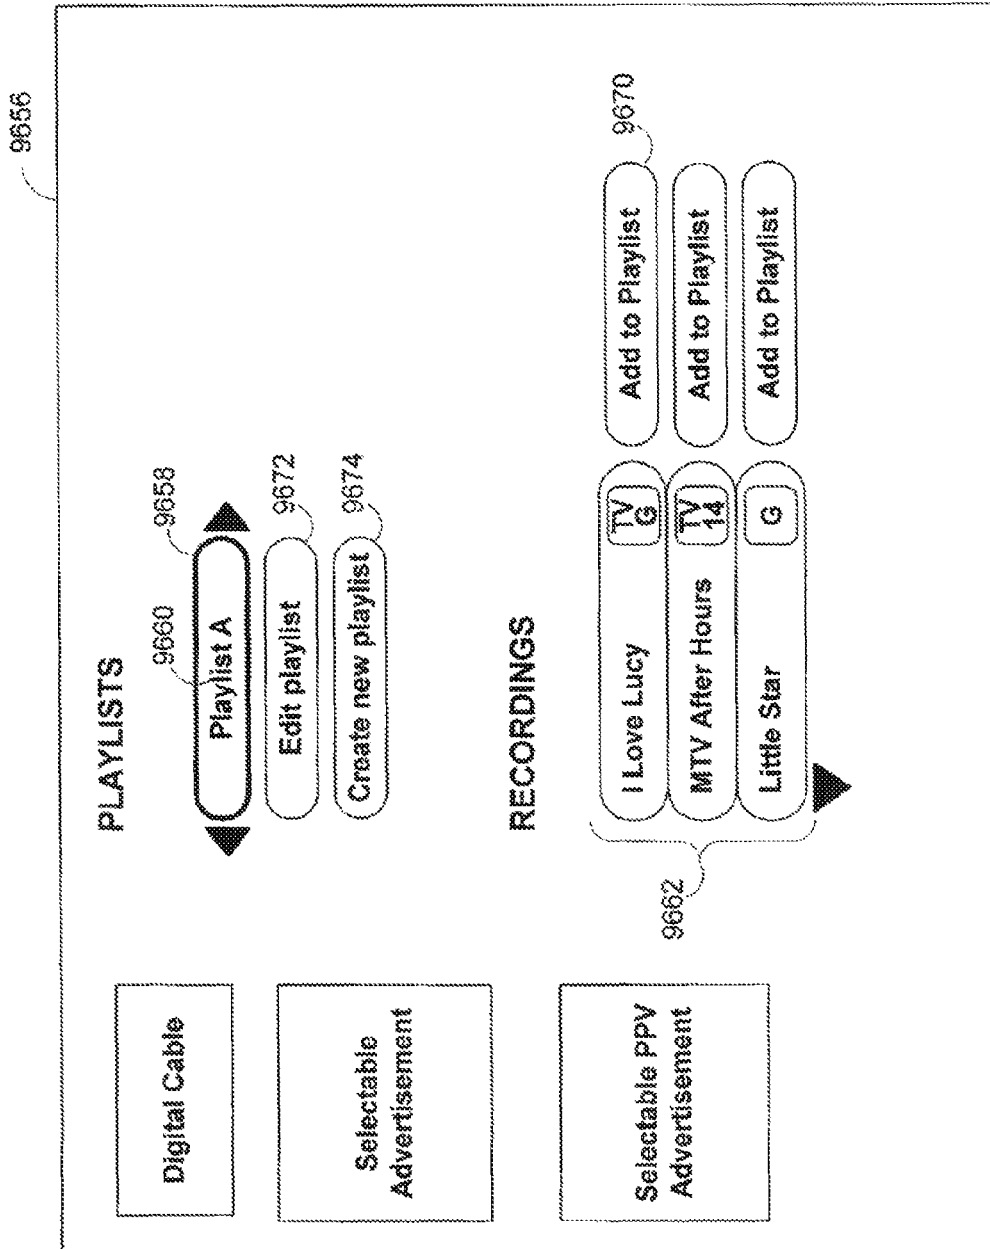 9656
Digital Cable
Selectable
Advertisement
Selectable PPV
Advertisement
PLAYLISTS
9660
9658
Playlist A
9672
Edit playlist
9674
Create new playlist
RECORDINGS
9662
9670
I Love Lucy
TV
G
Add to Playlist
MTV After Hours
TV
14
Add to Playlist
Little Star
G
Add to Playlist